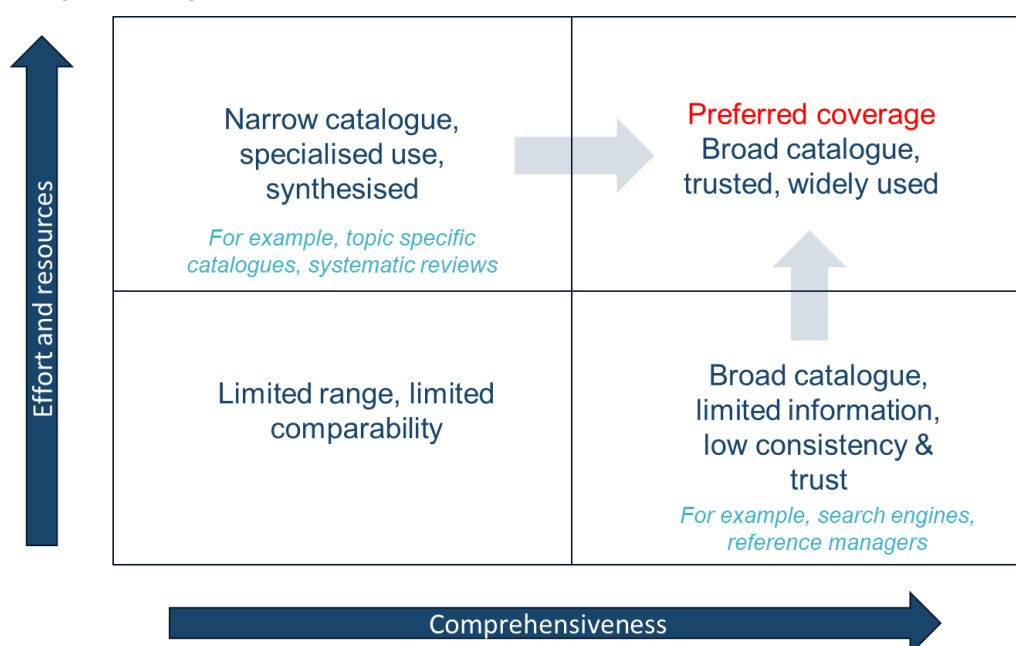 Effort and resources
Narrow catalogue,
specialised use,
synthesised
For example, topic specific
catalogues, systematic reviews
Preferred coverage
Broad catalogue,
trusted, widely used
Limited range, limited
comparability
Broad catalogue,
limited information,
low consistency &
trust
For example, search engines,
reference managers
Comprehensiveness